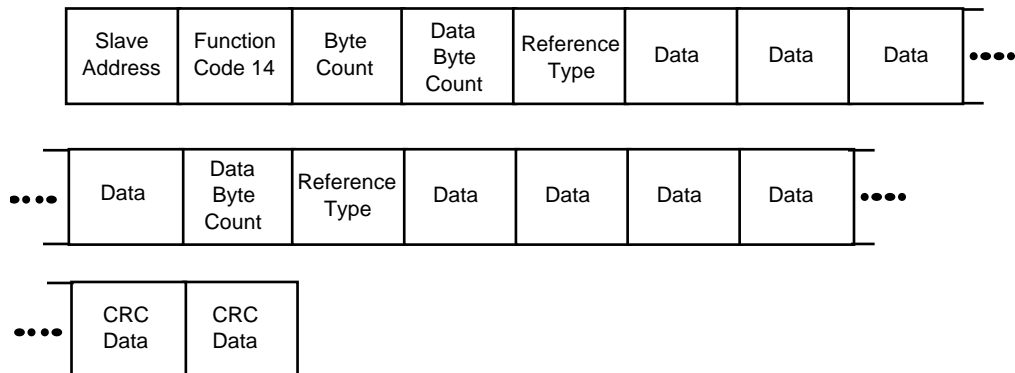 Slave
Address
Function
Code 14
Byte
Count
Data
Byte
Count
Reference
Type
Data
Data
Data
Data
Data
Byte
Count
Reference
Type
Data
Data
Data
Data
CRC
Data
CRC
Data